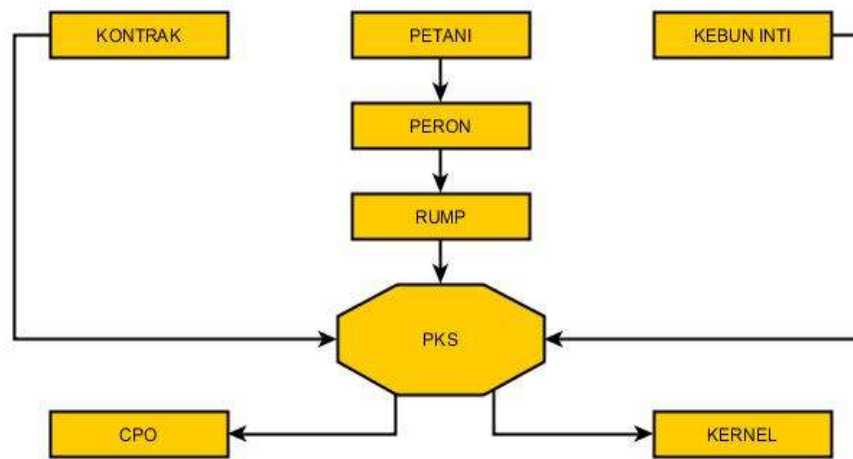 KONTRAK
PETANI
KEBUN INTI
PERON
RUMP
PKS
CPO
KERNEL